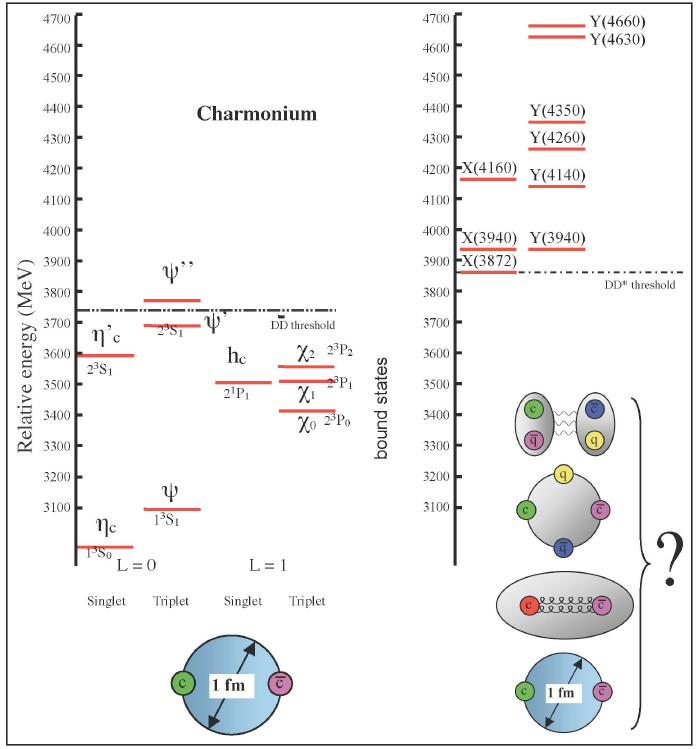 4700
4600
4500
4400
4300
4200
4100
4000
3900
3800
3700
3600
3500
3400
3300
3200
3100
Relative energy (MeV)
Charmonium
ψ’’
DD threshold
η’c
2³S₁
ψ’
2³S₁
hc
2¹P₁
χ₂ 2³P₂
2³P₁
χ₁
χ₀ 2³P₀
ψ
1³S₁
ηc
1³S₀
L = 0
L = 1
Singlet Triplet Singlet Triplet
c 1 fm c̅
4700
4600
4500
4400
4300
4200
4100
4000
3900
3800
3700
3600
3500
3400
3300
3200
3100
bound states
Y(4660)
Y(4630)
Y(4350)
Y(4260)
X(4160)
Y(4140)
X(3940) Y(3940)
X(3872)
DD* threshold
c c̅
q̅ q
q
c c̅
q̅
c c̅
c 1 fm c̅
?